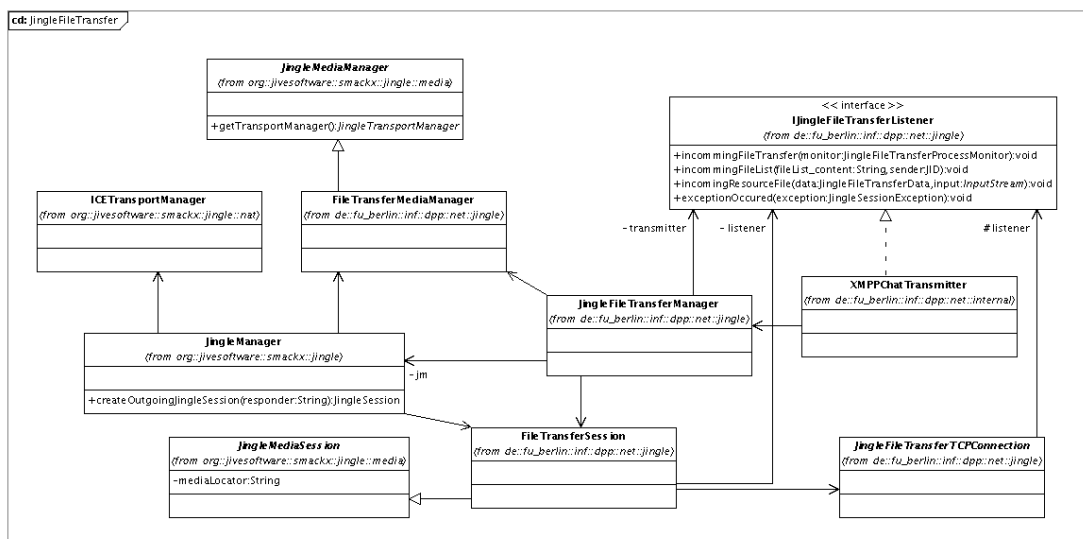 cd: JingleFileTransfer
JingleMediaManager
(from org::jivesoftware::smackx::jingle::media)
+getTransportManager():JingleTransportManager
<< interface >>
IJingleFileTransferListener
(from de::fu_berlin::inf::dpp::net::jingle)
+incommingFileTransfer(monitor:JingleFileTransferProcessMonitor):void
+incommingFileList(fileList_content:String,sender:JID):void
+incomingResourceFile(data:JingleFileTransferData,input:InputStream):void
+exceptionOccured(exception:JingleSessionException):void
ICETransportManager
(from org::jivesoftware::smackx::jingle::nat)
FileTransferMediaManager
(from de::fu_berlin::inf::dpp::net::jingle)
-transmitter
-listener
#listener
XMPPChatTransmitter
(from de::fu_berlin::inf::dpp::net::internal)
JingleFileTransferManager
(from de::fu_berlin::inf::dpp::net::jingle)
JingleManager
(from org::jivesoftware::smackx::jingle)
+createOutgoingJingleSession(responder:String):JingleSession
-jm
FileTransferSession
(from de::fu_berlin::inf::dpp::net::jingle)
JingleMediaSession
(from org::jivesoftware::smackx::jingle::media)
-mediaLocator:String
JingleFileTransferTCPConnection
(from de::fu_berlin::inf::dpp::net::jingle)